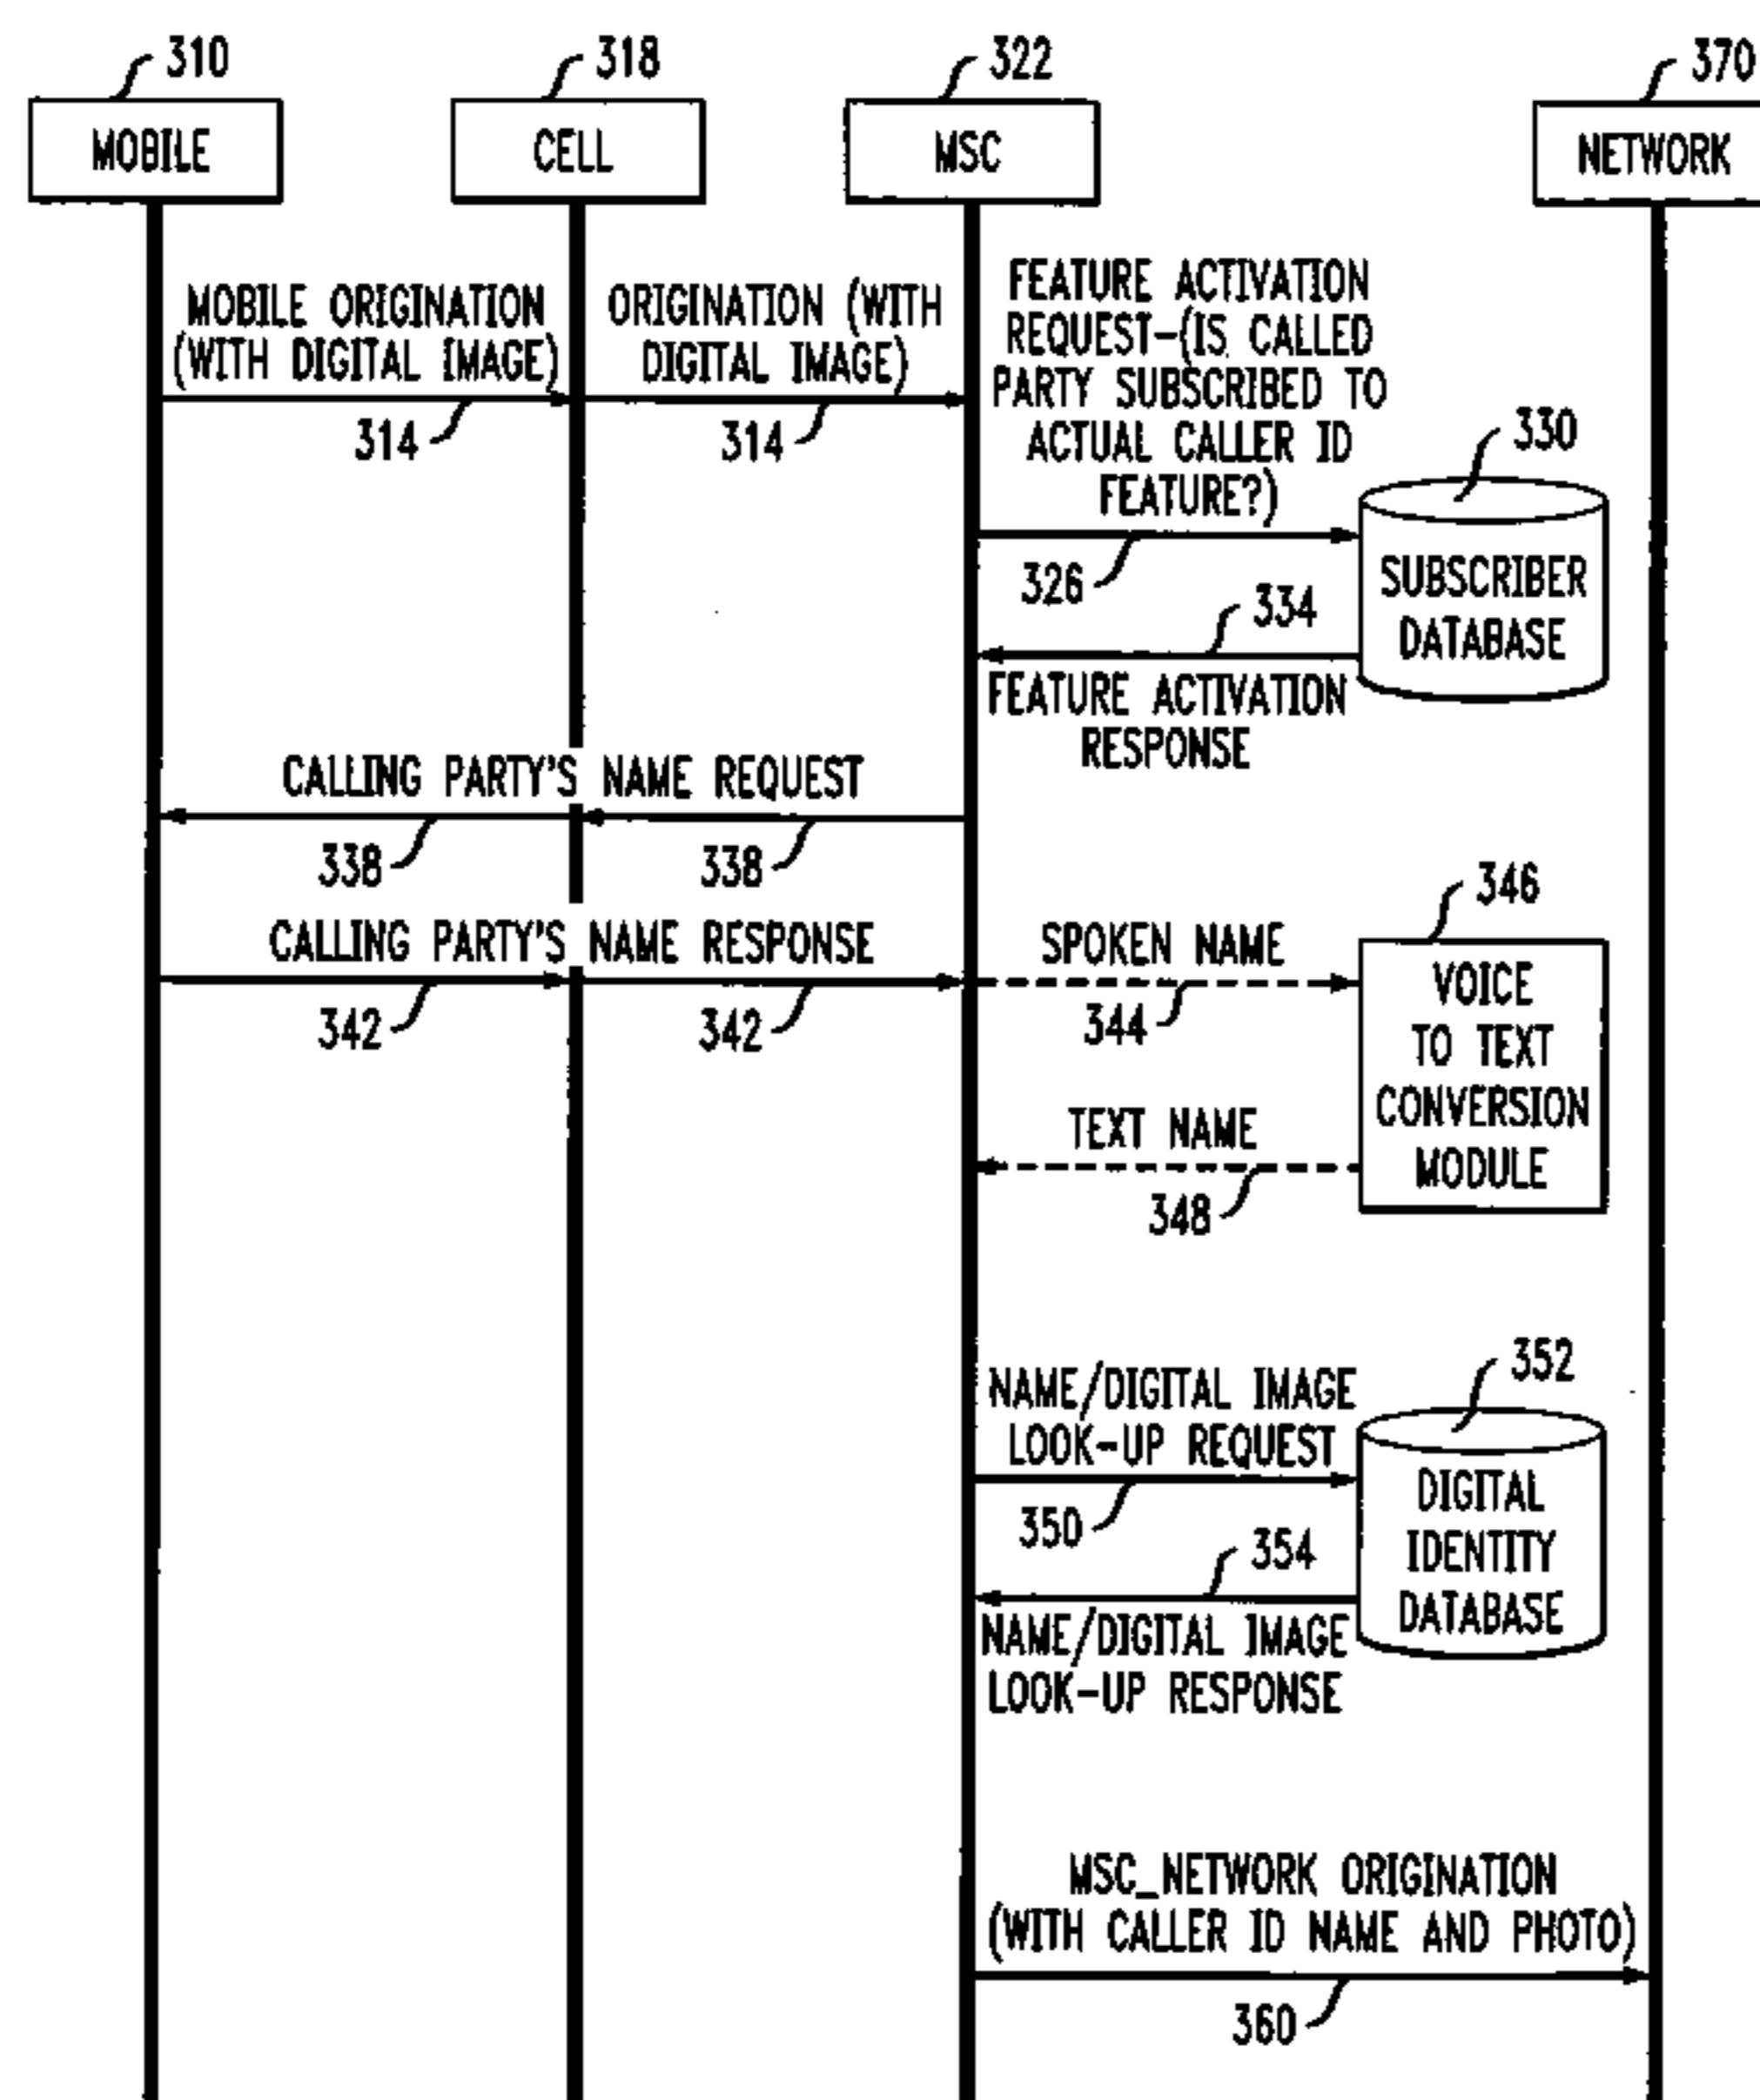 310
318
322
370
MOBILE
CELL
MSC
NETWORK
MOBILE ORIGINATION
(WITH DIGITAL IMAGE)
314
ORIGINATION (WITH
DIGITAL IMAGE)
314
FEATURE ACTIVATION
REQUEST-(IS CALLED
PARTY SUBSCRIBED TO
ACTUAL CALLER ID
FEATURE?)
326
330
SUBSCRIBER
DATABASE
334
FEATURE ACTIVATION
RESPONSE
CALLING PARTY'S NAME REQUEST
338
338
CALLING PARTY'S NAME RESPONSE
342
342
SPOKEN NAME
344
346
VOICE
TO TEXT
CONVERSION
MODULE
TEXT NAME
348
NAME/DIGITAL IMAGE
LOOK-UP REQUEST
350
352
DIGITAL
IDENTITY
DATABASE
354
NAME/DIGITAL IMAGE
LOOK-UP RESPONSE
MSC_NETWORK ORIGINATION
(WITH CALLER ID NAME AND PHOTO)
360